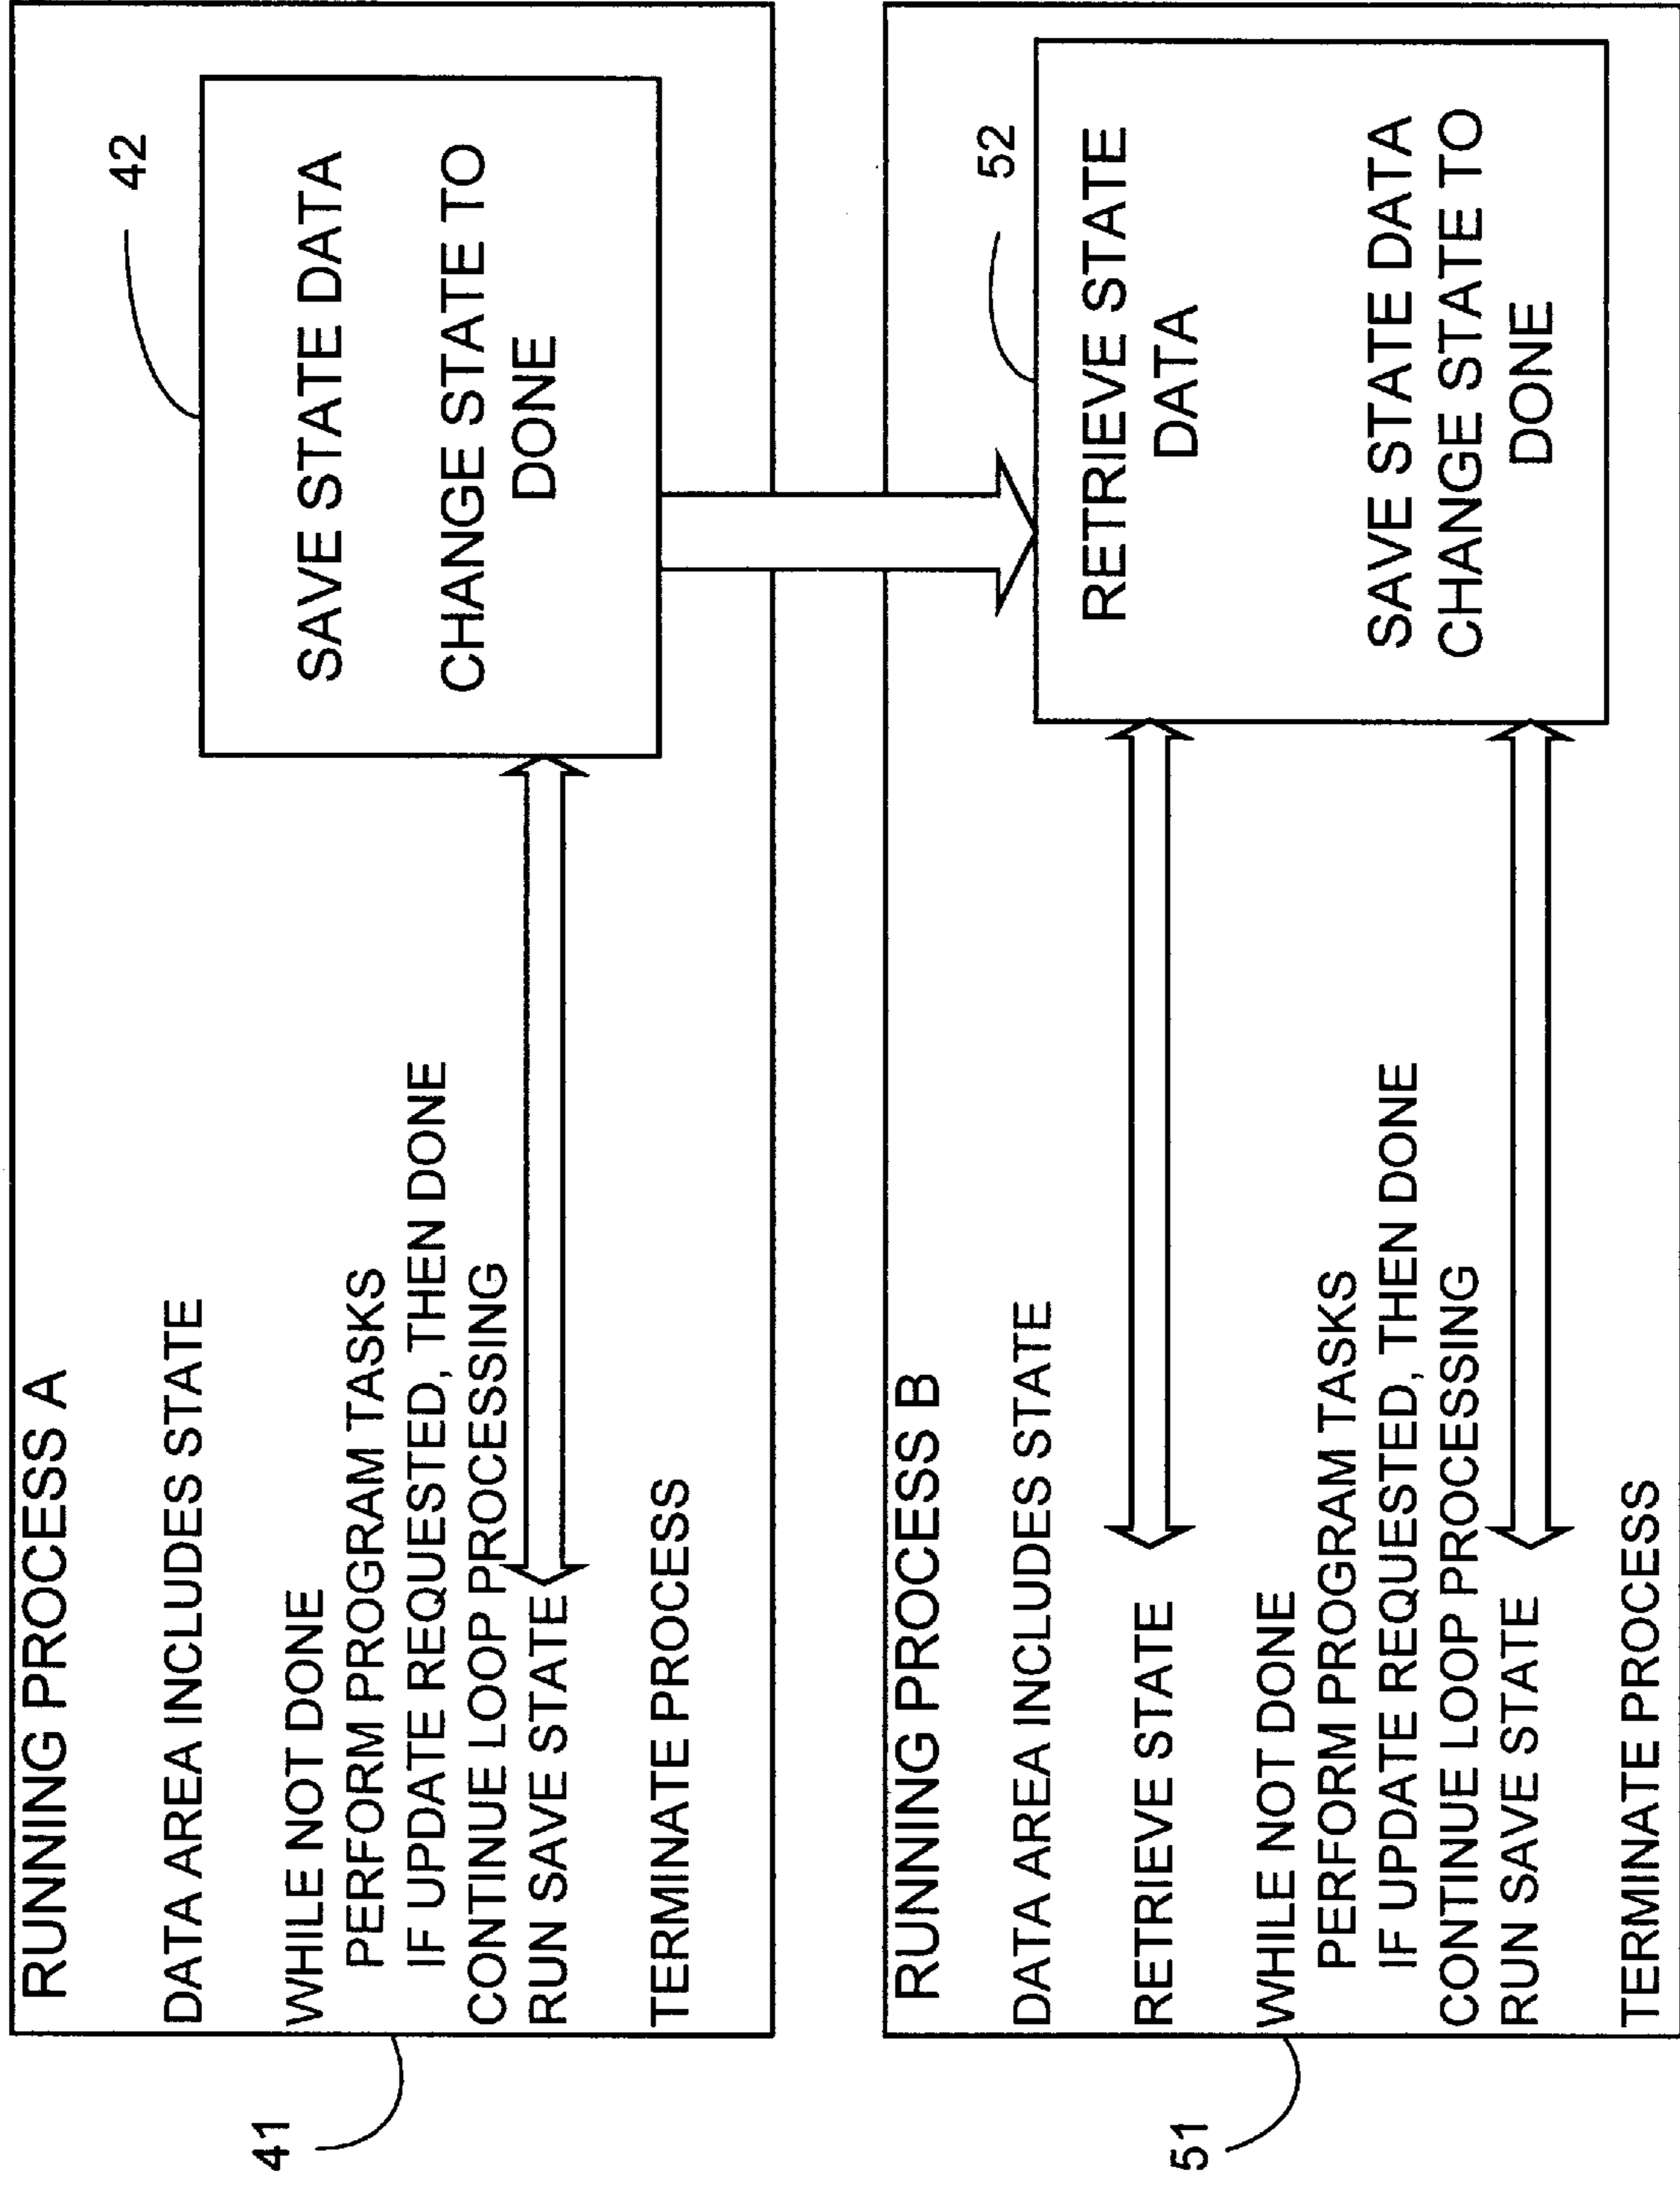 RUNNING PROCESS A
DATA AREA INCLUDES STATE
WHILE NOT DONE
PERFORM PROGRAM TASKS
IF UPDATE REQUESTED, THEN DONE
CONTINUE LOOP PROCESSING
RUN SAVE STATE
TERMINATE PROCESS
41
42
SAVE STATE DATA
CHANGE STATE TO
DONE
RUNNING PROCESS B
DATA AREA INCLUDES STATE
RETRIEVE STATE
WHILE NOT DONE
PERFORM PROGRAM TASKS
IF UPDATE REQUESTED, THEN DONE
CONTINUE LOOP PROCESSING
RUN SAVE STATE
TERMINATE PROCESS
51
52
RETRIEVE STATE
DATA
SAVE STATE DATA
CHANGE STATE TO
DONE